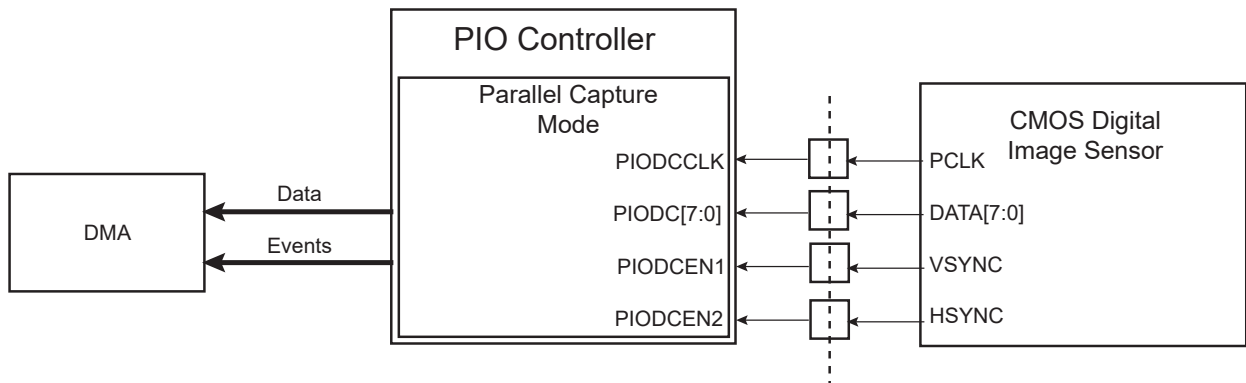 PIO Controller
Parallel Capture
Mode
CMOS Digital
Image Sensor
PIODCCLK
PCLK
Data
PIODC[7:0]
DATA[7:0]
DMA
Events
PIODCEN1
VSYNC
PIODCEN2
HSYNC